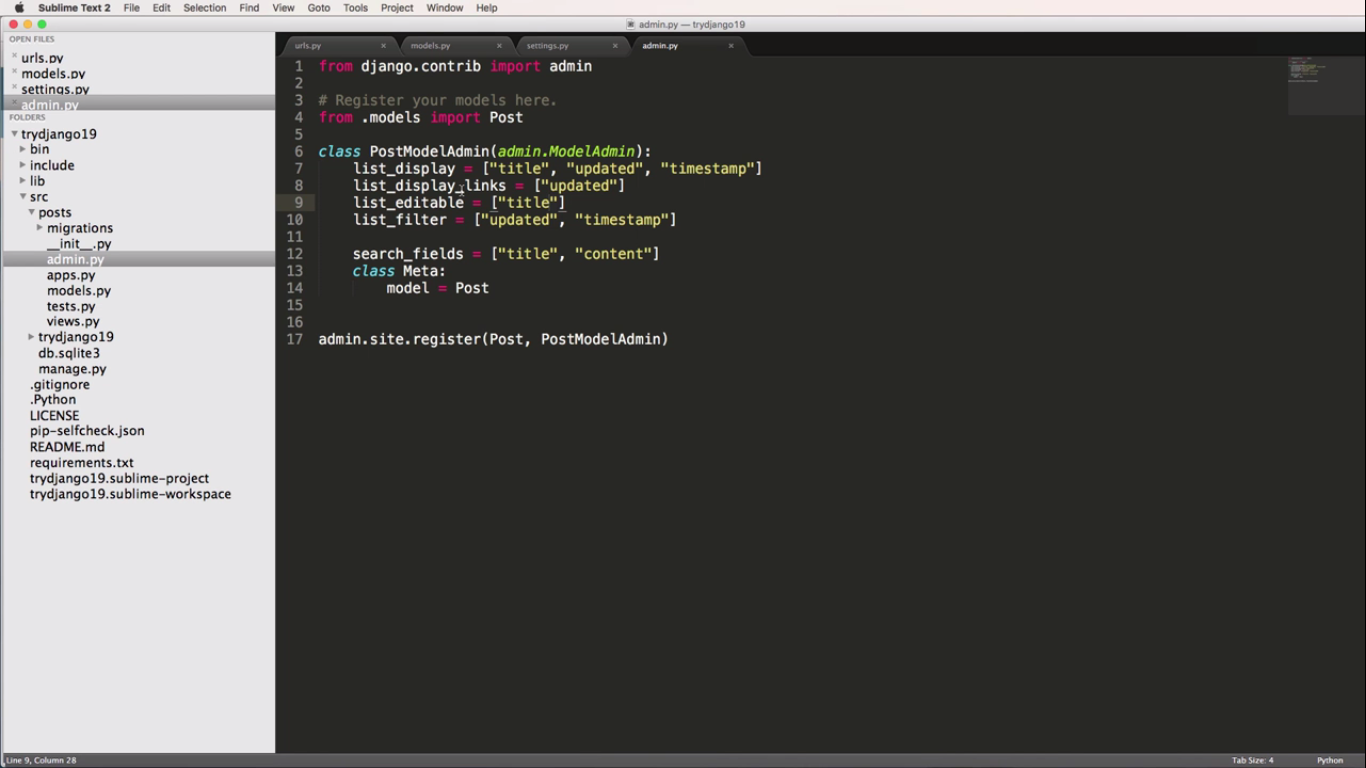 Sublime Text 2 File Edit Selection Find View Goto Tools Project Window Help
admin.py — trydjango19
OPEN FILES
urls.py
models.py
settings.py
admin.py
FOLDERS
trydjango19
bin
include
lib
src
posts
migrations
__init__.py
admin.py
apps.py
models.py
tests.py
views.py
trydjango19
db.sqlite3
manage.py
.gitignore
.Python
LICENSE
pip-selfcheck.json
README.md
requirements.txt
trydjango19.sublime-project
trydjango19.sublime-workspace
urls.py × models.py × settings.py × admin.py ×
1 from django.contrib import admin
2
3 # Register your models here.
4 from .models import Post
5
6 class PostModelAdmin(admin.ModelAdmin):
7     list_display = ["title", "updated", "timestamp"]
8     list_display_links = ["updated"]
9     list_editable = ["title"]
10     list_filter = ["updated", "timestamp"]
11
12     search_fields = ["title", "content"]
13     class Meta:
14         model = Post
15
16
17 admin.site.register(Post, PostModelAdmin)
Line 9, Column 28 Tab Size: 4 Python